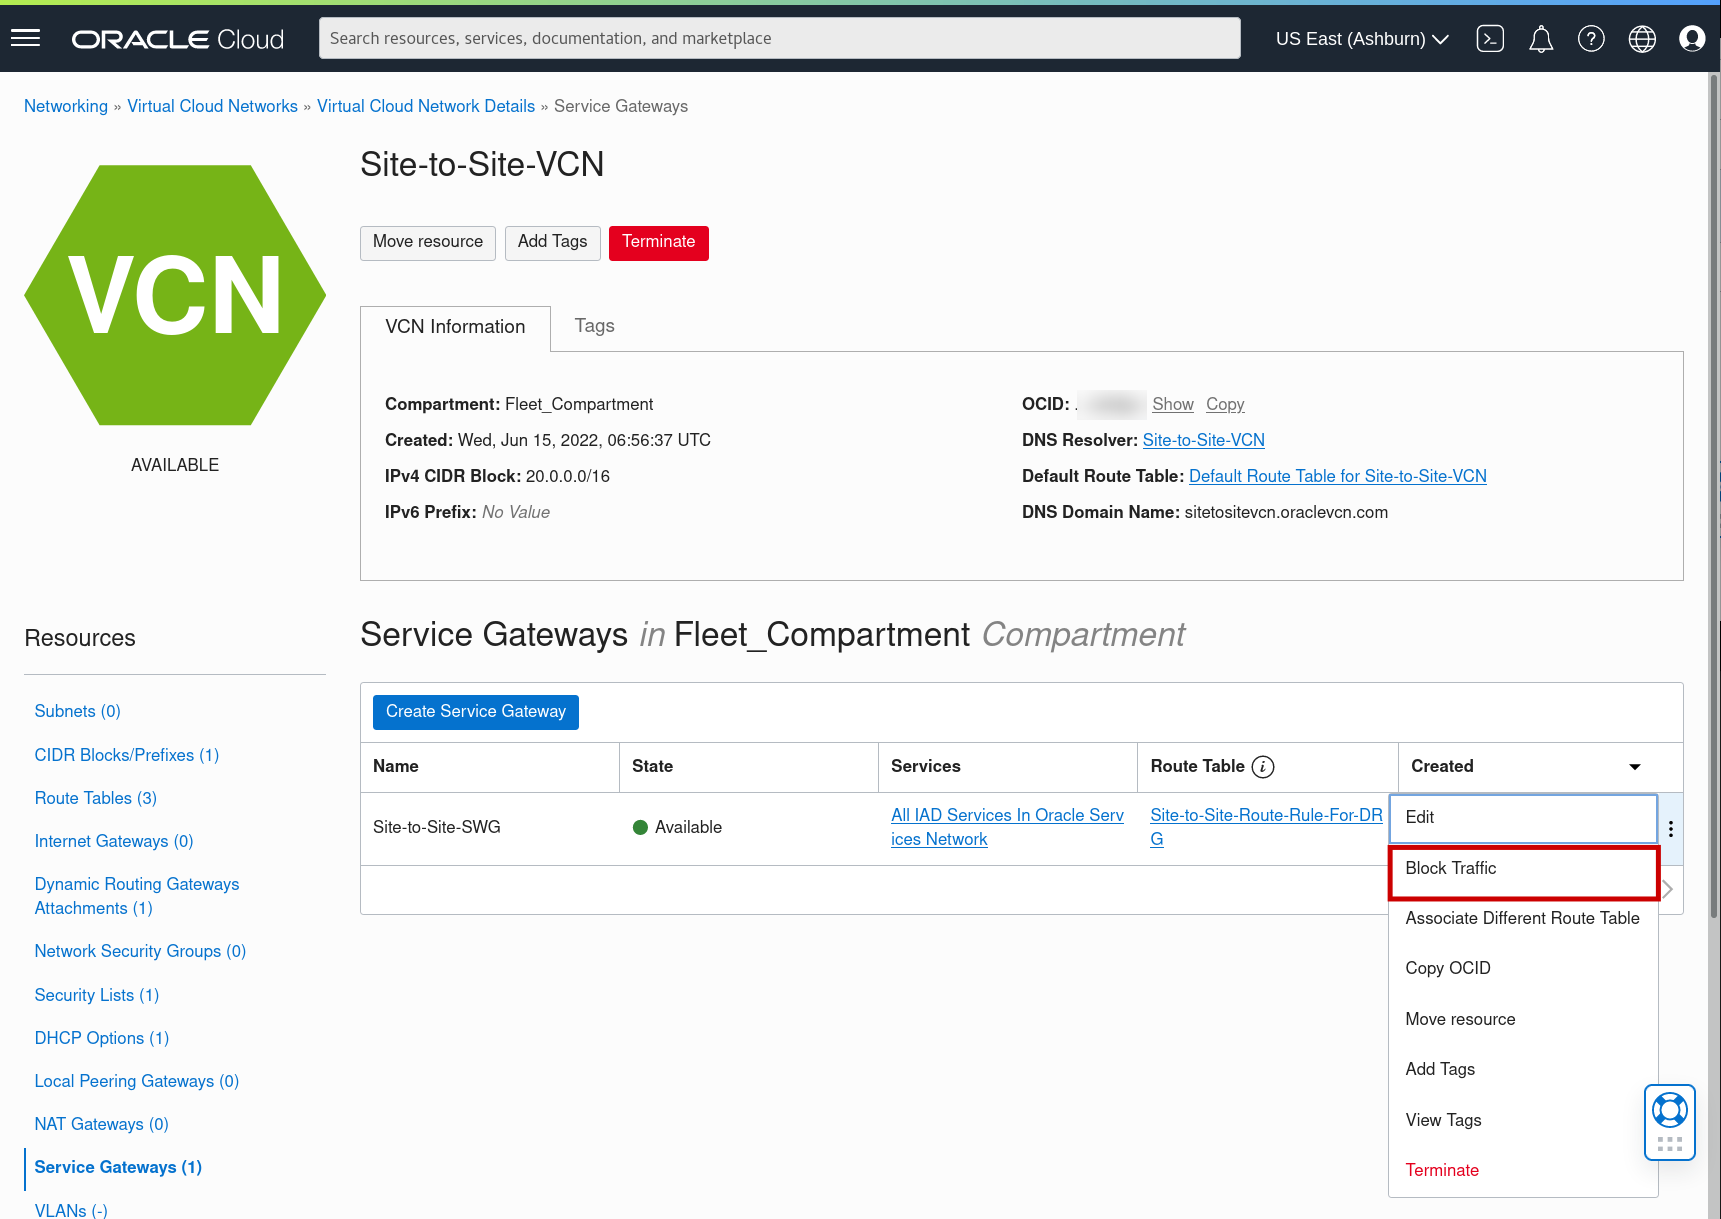 ORACLE Cloud
Search resources, services, documentation, and marketplace
US East (Ashburn)
Networking » Virtual Cloud Networks » Virtual Cloud Network Details » Service Gateways
VCN
AVAILABLE
Site-to-Site-VCN
Move resource
Add Tags
Terminate
VCN Information
Tags
Compartment: Fleet_Compartment
Created: Wed, Jun 15, 2022, 06:56:37 UTC
IPv4 CIDR Block: 20.0.0.0/16
IPv6 Prefix: No Value
OCID: . Show Copy
DNS Resolver: Site-to-Site-VCN
Default Route Table: Default Route Table for Site-to-Site-VCN
DNS Domain Name: sitetositevcn.oraclevcn.com
Resources
Subnets (0)
CIDR Blocks/Prefixes (1)
Route Tables (3)
Internet Gateways (0)
Dynamic Routing Gateways
Attachments (1)
Network Security Groups (0)
Security Lists (1)
DHCP Options (1)
Local Peering Gateways (0)
NAT Gateways (0)
Service Gateways (1)
VLANs (-)
Service Gateways in Fleet_Compartment Compartment
Create Service Gateway
Name
State
Services
Route Table i
Created
Site-to-Site-SWG
Available
All IAD Services In Oracle Serv
ices Network
Site-to-Site-Route-Rule-For-DR
G
Edit
Block Traffic
Associate Different Route Table
Copy OCID
Move resource
Add Tags
View Tags
Terminate